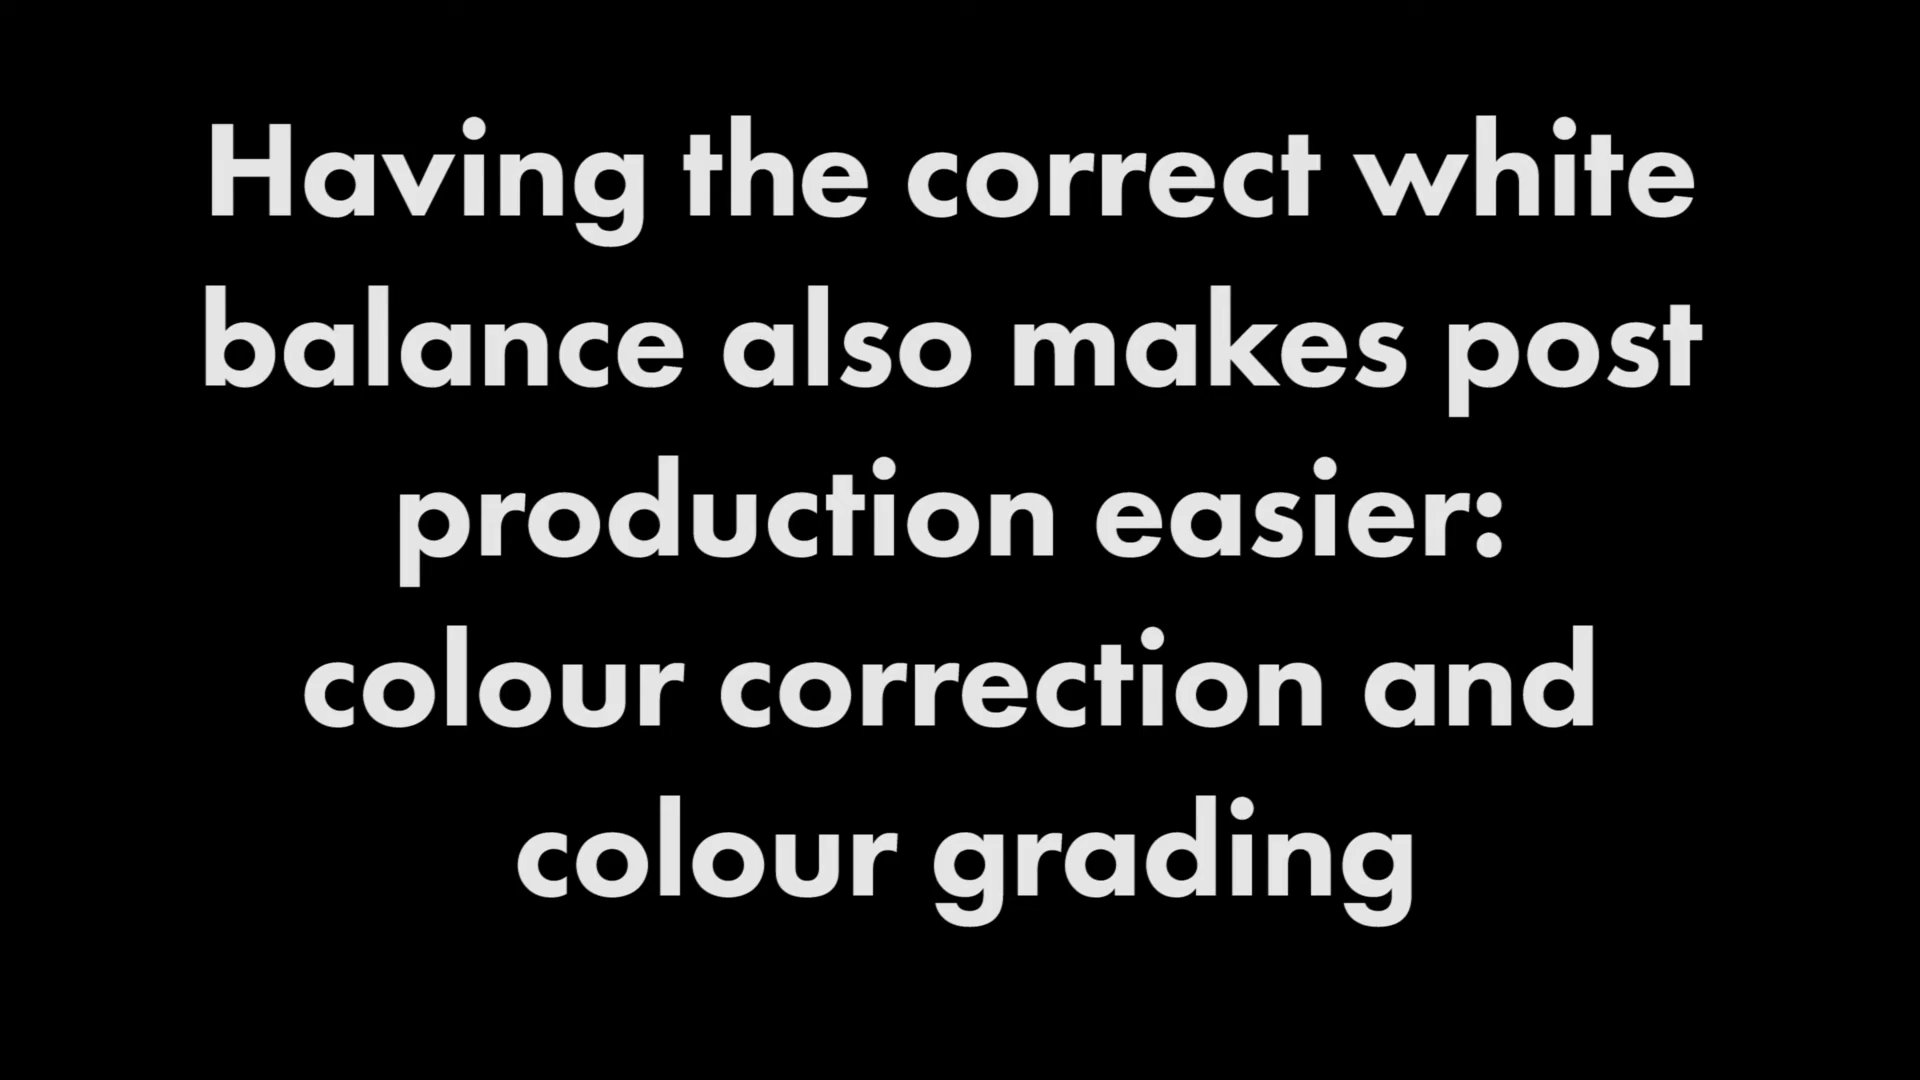 Having the correct white
balance also makes post
production easier:
colour correction and
colour grading